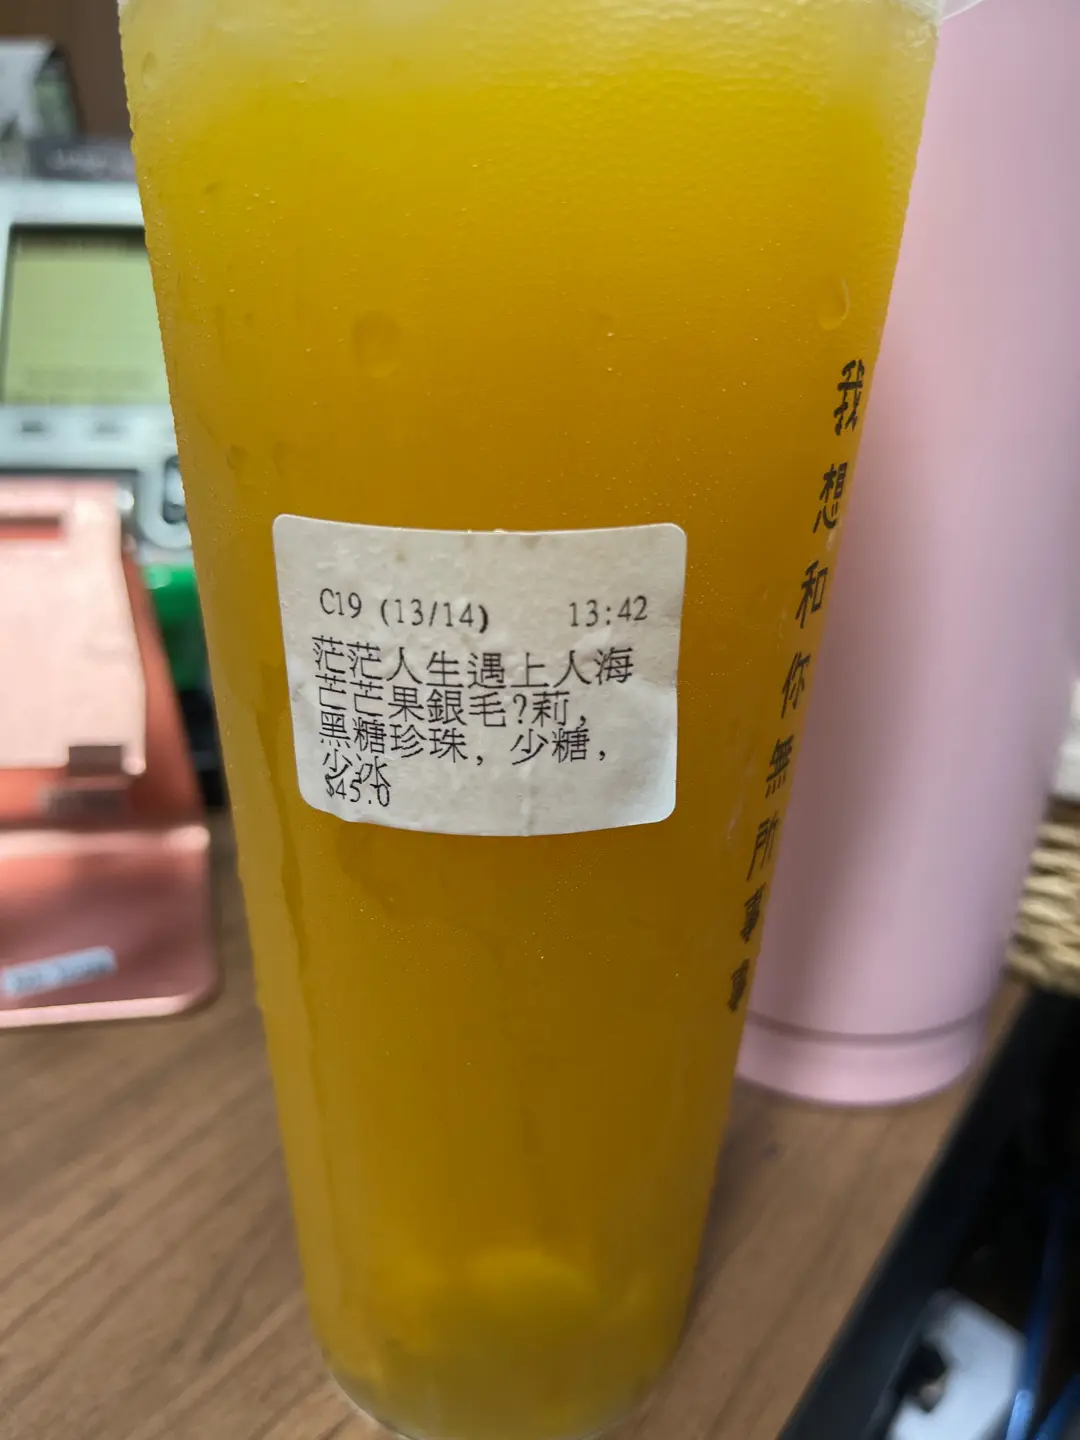 C19 (13/14) 13:42
茫茫人生遇上人海
芒芒果銀毛?莉,
黑糖珍珠, 少糖,
少冰
$45.0
我想和你無所事事